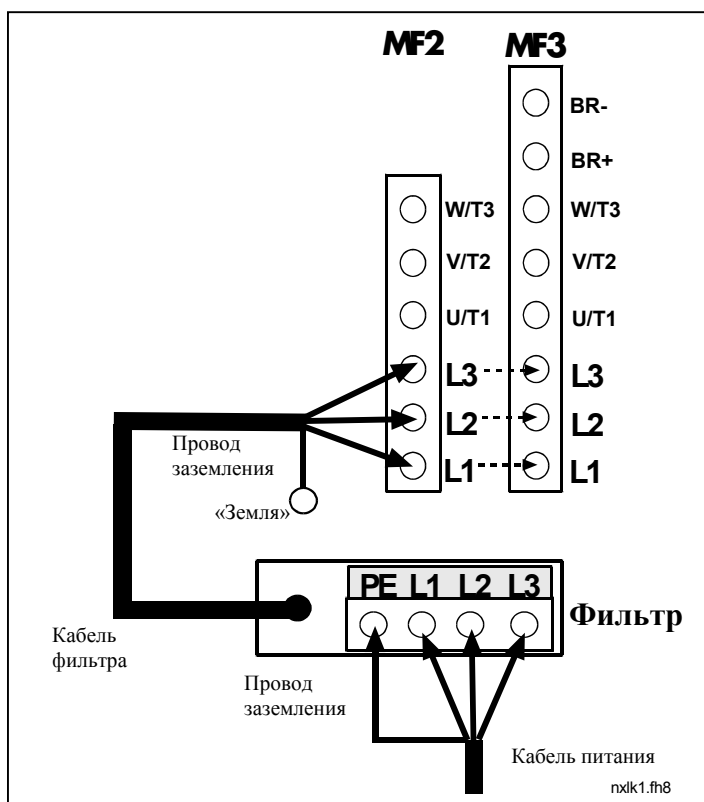 MF2 MF3
BR-
BR+
W/T3 W/T3
V/T2 V/T2
U/T1 U/T1
L3 L3
L2 L2
L1 L1
Провод
заземления
«Земля»
PE L1 L2 L3
Фильтр
Кабель
фильтра
Провод
заземления
Кабель питания
nxlk1.fh8